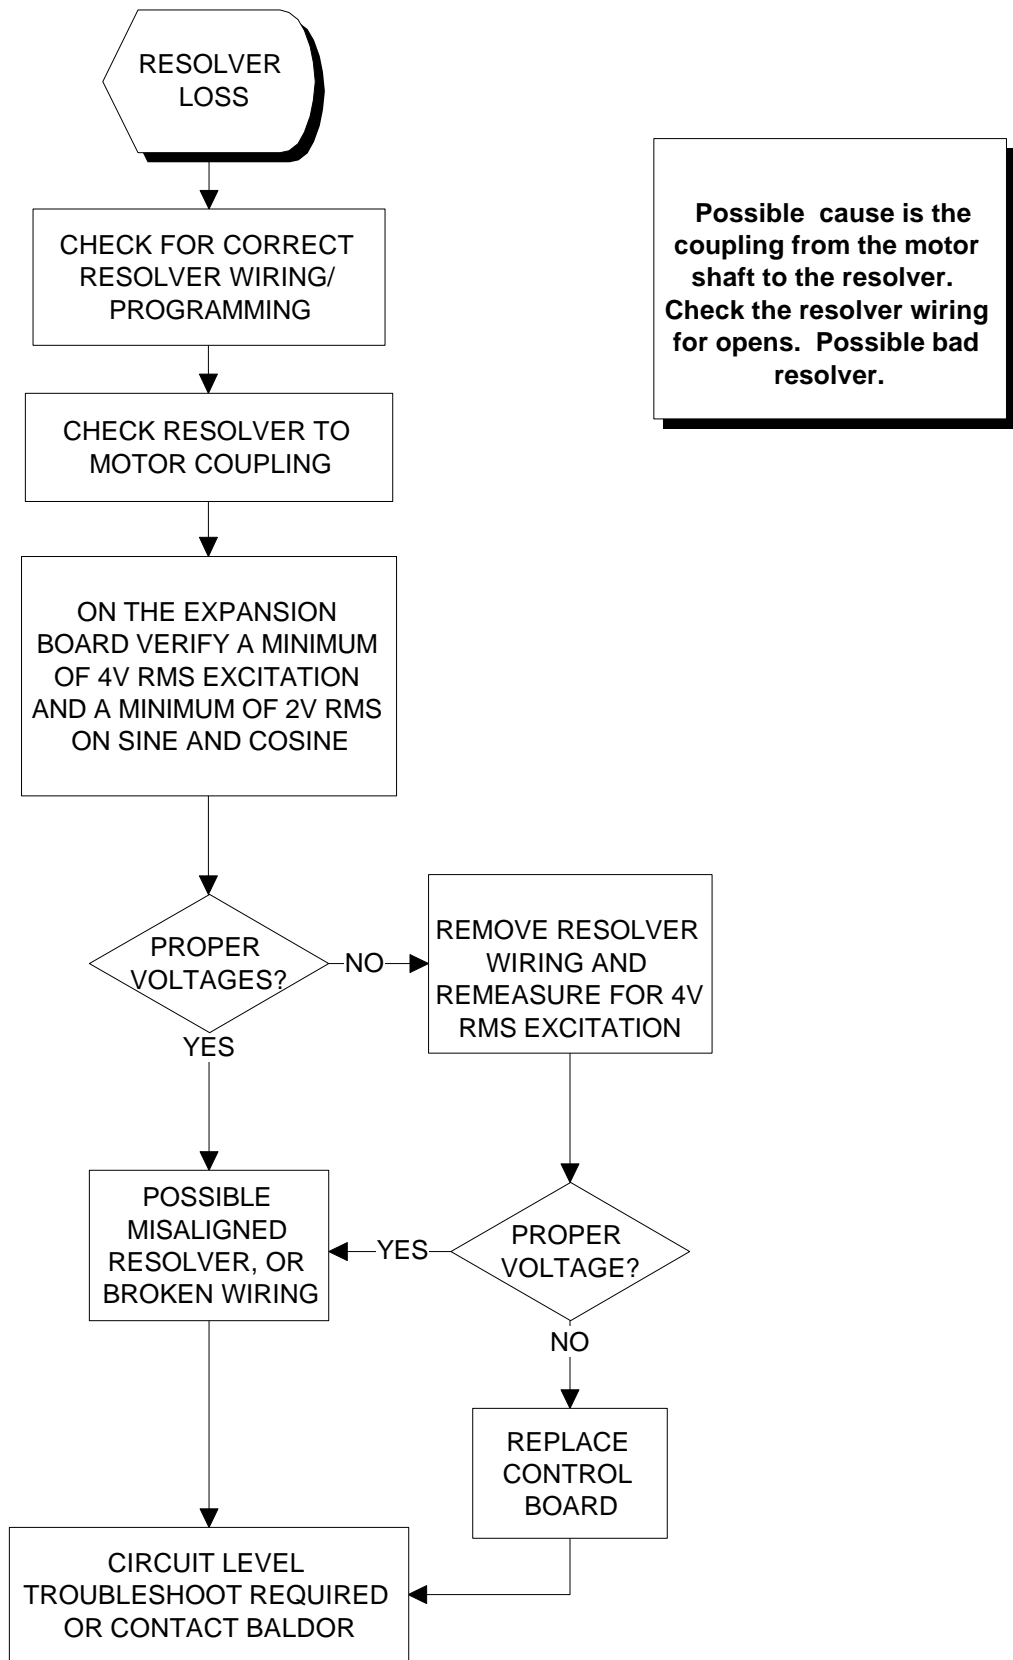 RESOLVER
LOSS
Possible cause is the
coupling from the motor
shaft to the resolver.
Check the resolver wiring
for opens. Possible bad
resolver.
CHECK FOR CORRECT
RESOLVER WIRING/
PROGRAMMING
CHECK RESOLVER TO
MOTOR COUPLING
ON THE EXPANSION
BOARD VERIFY A MINIMUM
OF 4V RMS EXCITATION
AND A MINIMUM OF 2V RMS
ON SINE AND COSINE
PROPER
VOLTAGES?
NO
REMOVE RESOLVER
WIRING AND
REMEASURE FOR 4V
RMS EXCITATION
YES
POSSIBLE
MISALIGNED
RESOLVER, OR
BROKEN WIRING
YES
PROPER
VOLTAGE?
NO
REPLACE
CONTROL
BOARD
CIRCUIT LEVEL
TROUBLESHOOT REQUIRED
OR CONTACT BALDOR